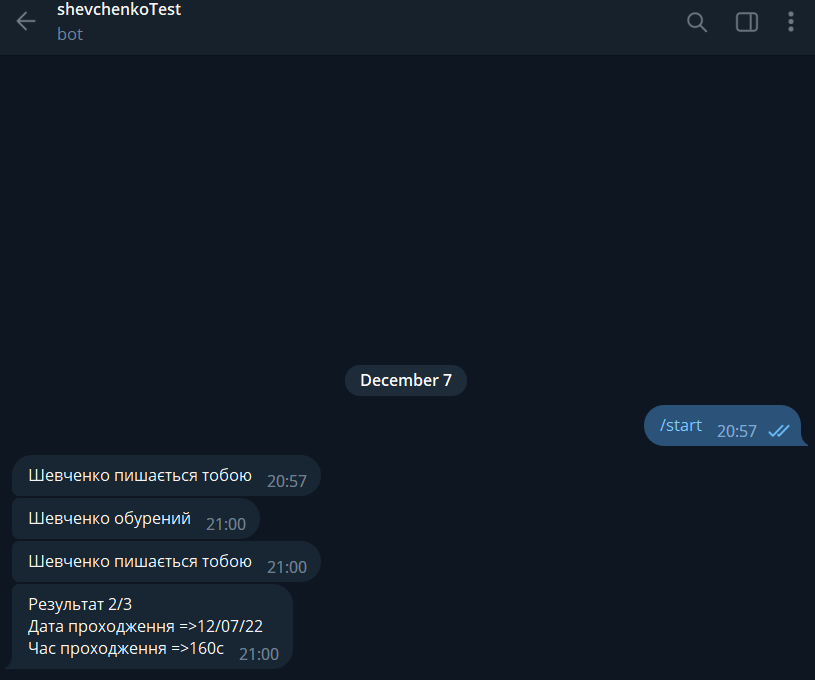 shevchenkoTest
bot
December 7
/start 20:57
Шевченко пишається тобою 20:57
Шевченко обурений 21:00
Шевченко пишається тобою 21:00
Результат 2/3
Дата проходження =>12/07/22
Час проходження =>160с 21:00